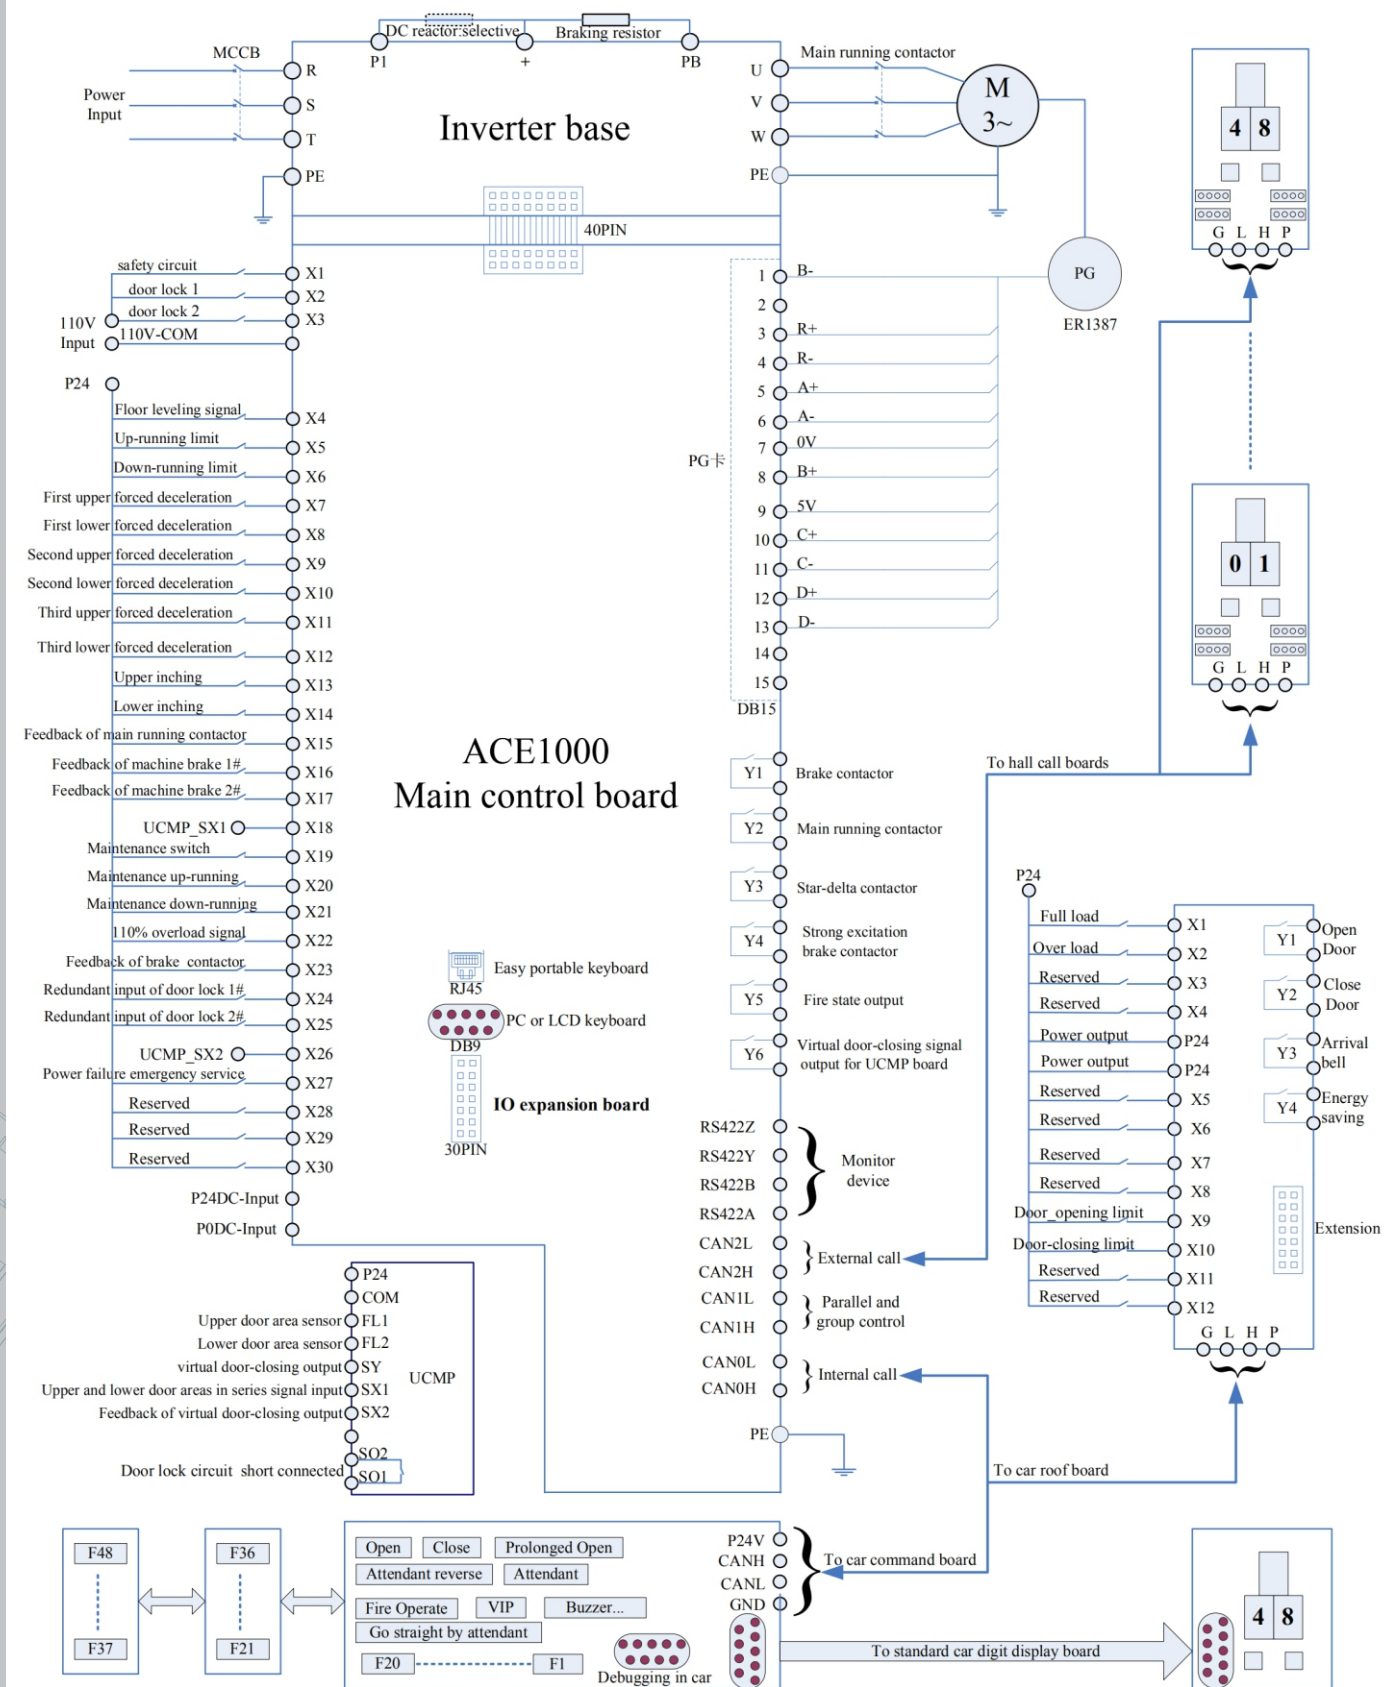 DC reactor:selective
Braking resistor
P1
+
PB
MCCB
R
Power
Input
S
T
PE
Inverter base
40PIN
U
V
W
PE
Main running contactor
M
3~
PG
ER1387
4 8
G L H P
safety circuit
X1
door lock 1
X2
door lock 2
X3
110V
Input
110V-COM
P24
Floor leveling signal
X4
Up-running limit
X5
Down-running limit
X6
First upper forced deceleration
X7
First lower forced deceleration
X8
Second upper forced deceleration
X9
Second lower forced deceleration
X10
Third upper forced deceleration
X11
Third lower forced deceleration
X12
Upper inching
X13
Lower inching
X14
Feedback of main running contactor
X15
Feedback of machine brake 1#
X16
Feedback of machine brake 2#
X17
UCMP_SX1
X18
Maintenance switch
X19
Maintenance up-running
X20
Maintenance down-running
X21
110% overload signal
X22
Feedback of brake contactor
X23
Redundant input of door lock 1#
X24
Redundant input of door lock 2#
X25
UCMP_SX2
X26
Power failure emergency service
X27
Reserved
X28
Reserved
X29
Reserved
X30
P24DC-Input
P0DC-Input
ACE1000
Main control board
RJ45
Easy portable keyboard
PC or LCD keyboard
DB9
IO expansion board
30PIN
PG卡
1 B-
2
3 R+
4 R-
5 A+
6 A-
7 0V
8 B+
9 5V
10 C+
11 C-
12 D+
13 D-
14
15
DB15
Y1 Brake contactor
Y2 Main running contactor
Y3 Star-delta contactor
Y4 Strong excitation
brake contactor
Y5 Fire state output
Y6 Virtual door-closing signal
output for UCMP board
RS422Z
RS422Y
RS422B
RS422A
Monitor
device
CAN2L
CAN2H
External call
CAN1L
CAN1H
Parallel and
group control
CAN0L
CAN0H
Internal call
PE
0 1
G L H P
To hall call boards
P24
Full load
X1
Over load
X2
Reserved
X3
Reserved
X4
Power output
P24
Power output
P24
Reserved
X5
Reserved
X6
Reserved
X7
Reserved
X8
Door_opening limit
X9
Door-closing limit
X10
Reserved
X11
Reserved
X12
Y1 Open
Door
Y2 Close
Door
Y3 Arrival
bell
Y4 Energy
saving
Extension
G L H P
To car roof board
P24
COM
Upper door area sensor FL1
Lower door area sensor FL2
virtual door-closing output SY
Upper and lower door areas in series signal input SX1
Feedback of virtual door-closing output SX2
UCMP
SO2
Door lock circuit short connected
SO1
F48
F37
F36
F21
Open Close Prolonged Open
Attendant reverse Attendant
Fire Operate VIP Buzzer...
Go straight by attendant
F20 F1
Debugging in car
P24V
CANH
CANL
GND
To car command board
To standard car digit display board
4 8